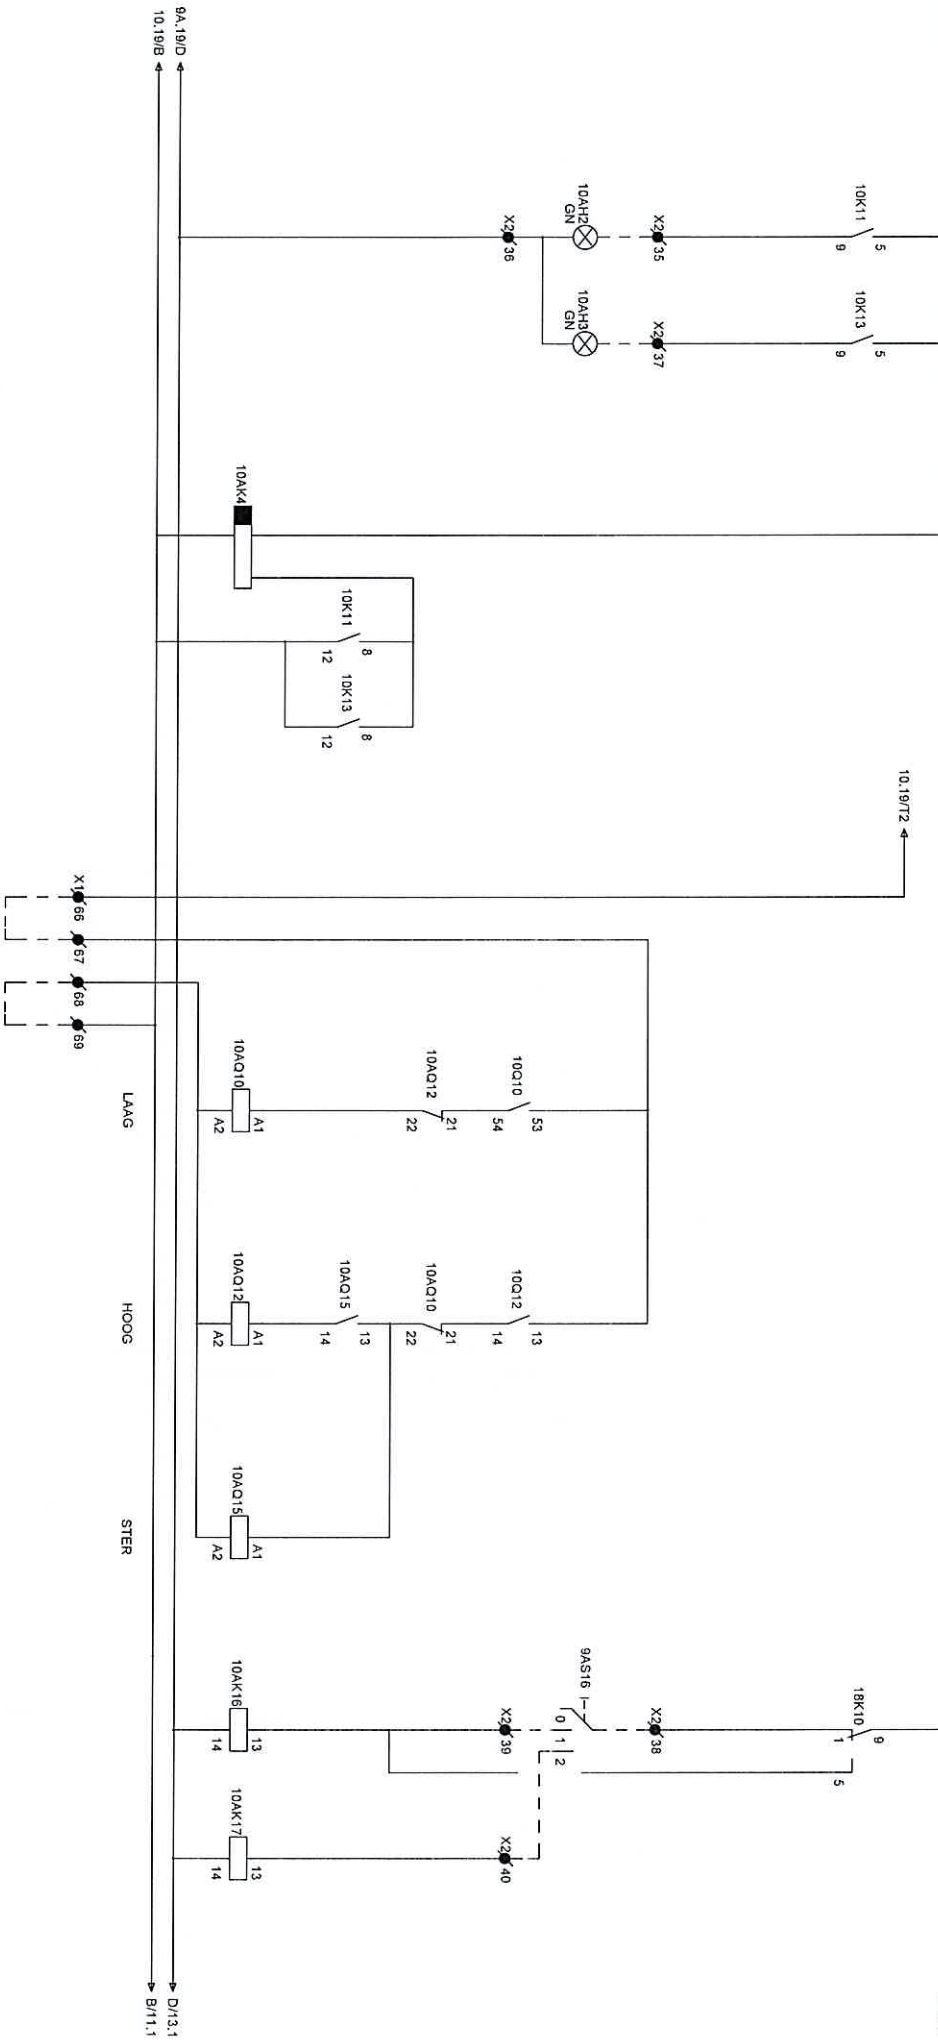 9A.19/D
10.19/B
10AH2
GN
X2 36
X2 35
10K11
9 5
10AH3
GN
X2 37
10K13
9 5
10AK4
10K11
12 8
10K13
12 8
10.19/T2
X1 66
67
68
69
LAAG
10AQ10
A2 A1
10AQ12
22 21
10Q10
54 53
HOOG
10AQ12
A2 A1
10AQ15
14 13
10AQ10
22 21
10Q12
14 13
STER
10AQ15
A2 A1
10AK16
14 13
X2 39
9AS16
0 1 2
X2 38
18K10
1 9
5
10AK17
14 13
X2 40
D/13.1
B/11.1